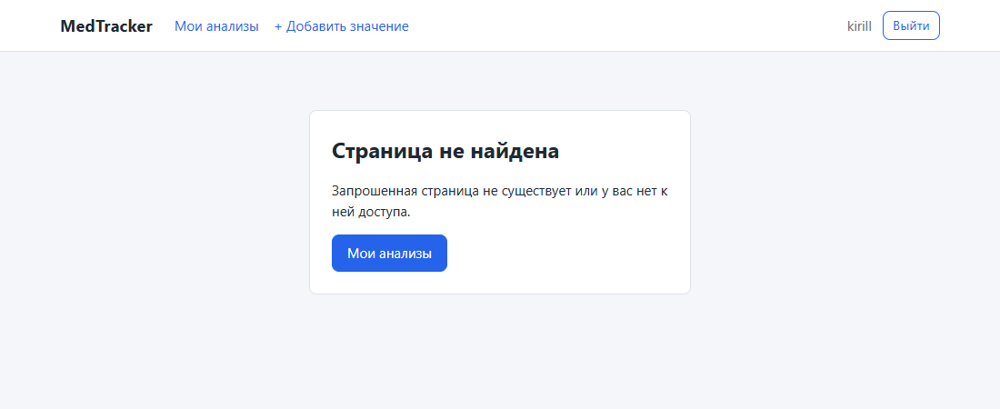 MedTracker Мои анализы + Добавить значение kirill Выйти
Страница не найдена
Запрошенная страница не существует или у вас нет к
ней доступа.
Мои анализы